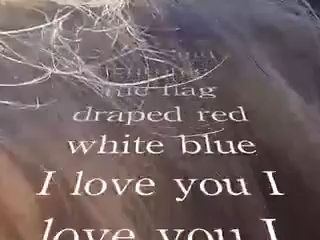 the flag
draped red
white blue
I love you I
love you I